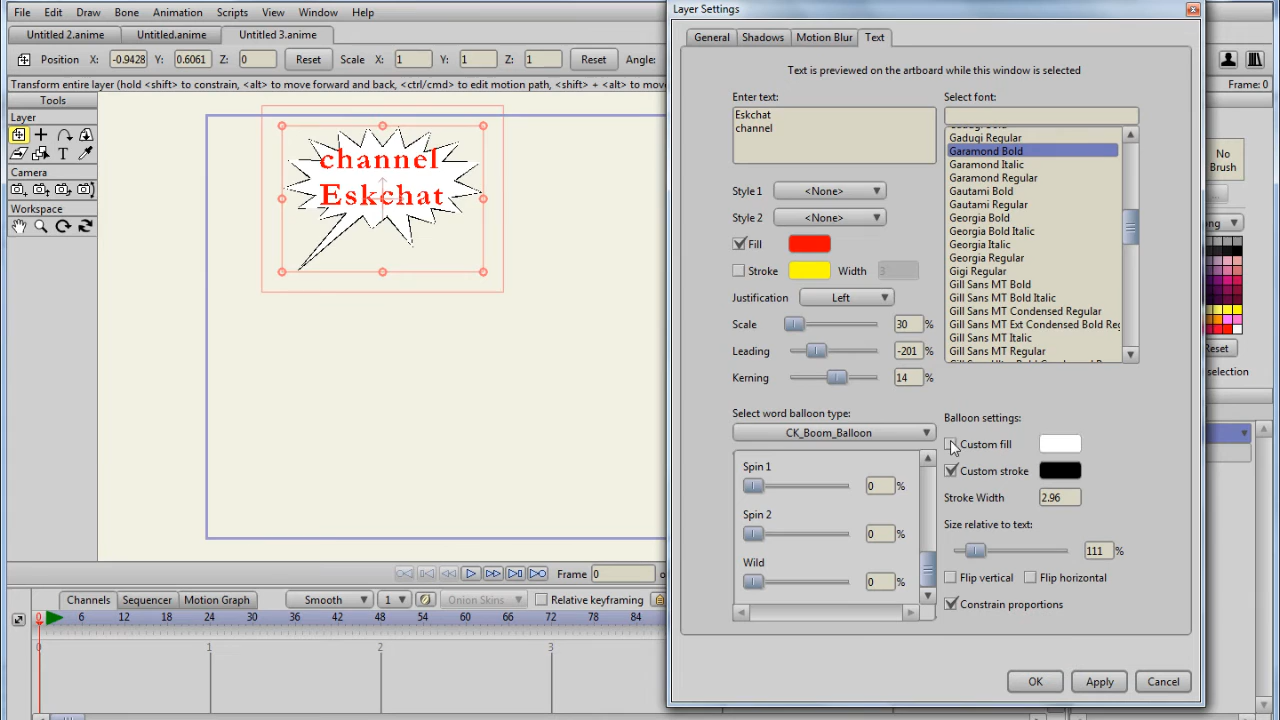 File Edit Draw Bone Animation Scripts View Window Help
Layer Settings
Untitled 2.anime Untitled.anime Untitled 3.anime
General Shadows Motion Blur Text
Position X: -0.9428 Y: 0.6061 Z: 0 Reset Scale X: 1 Y: 1 Z: 1 Reset Angle:
Text is previewed on the artboard while this window is selected
Transform entire layer (hold <shift> to constrain, <alt> to move forward and back, <ctrl/cmd> to edit motion path, <shift> + <alt> to move
Frame: 0
Tools
Layer
Camera
Workspace
channel
Eskchat
Enter text:
Eskchat
channel
Style 1 <None>
Style 2 <None>
Fill
Stroke Width 3
Justification Left
Scale 30 %
Leading -201 %
Kerning 14 %
Select font:
Gaduqi Regular
Garamond Bold
Garamond Italic
Garamond Regular
Gautami Bold
Gautami Regular
Georgia Bold
Georgia Bold Italic
Georgia Italic
Georgia Regular
Gigi Regular
Gill Sans MT Bold
Gill Sans MT Bold Italic
Gill Sans MT Condensed Regular
Gill Sans MT Ext Condensed Bold Reg
Gill Sans MT Italic
Gill Sans MT Regular
No
Brush
Reset
selection
Select word balloon type:
CK_Boom_Balloon
Spin 1
0 %
Spin 2
0 %
Wild
0 %
Balloon settings:
Custom fill
Custom stroke
Stroke Width 2.96
Size relative to text:
111 %
Flip vertical Flip horizontal
Constrain proportions
OK Apply Cancel
Frame 0
Channels Sequencer Motion Graph Smooth 1 Onion Skins Relative keyframing
0 6 12 18 24 30 36 42 48 54 60 66 72 78 84
0 1 2 3